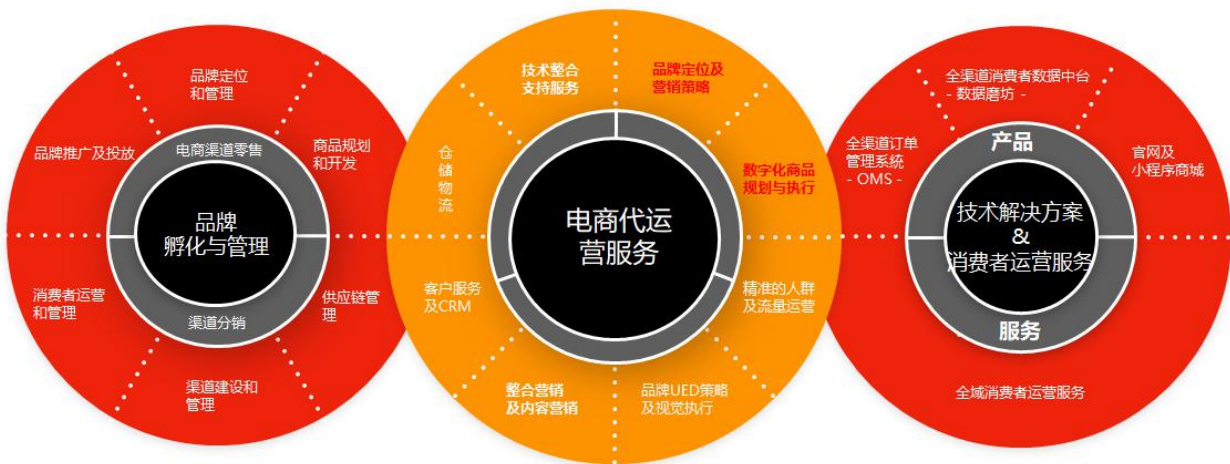 品牌定位
和管理
品牌推广及投放
商品规划
和开发
电商渠道零售
品牌
孵化与管理
消费者运营
和管理
供应链管
理
渠道分销
渠道建设和
管理
技术整合
支持服务
品牌定位及
营销策略
仓
储
物
流
数字化商品
规划与执行
电商代运
营服务
客户服务
及CRM
精准的人群
及流量运营
整合营销
及内容营销
品牌UED策略
及视觉执行
全渠道消费者数据中台
- 数据磨坊 -
全渠道订单
管理系统
- OMS -
产品
官网及
小程序商城
技术解决方案
&
消费者运营服务
服务
全域消费者运营服务